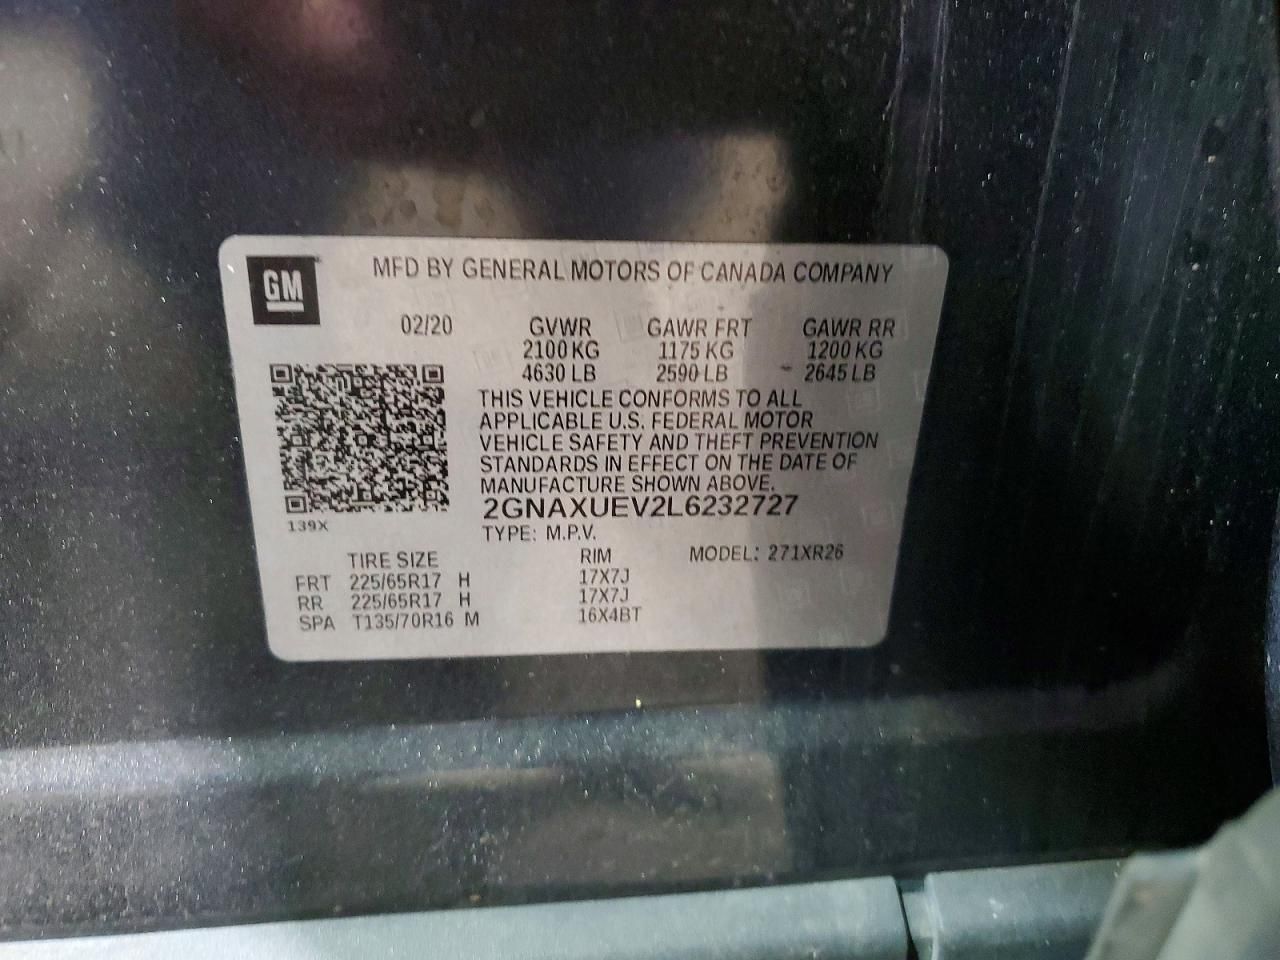 GM
MFD BY GENERAL MOTORS OF CANADA COMPANY
02/20 GVWR GAWR FRT GAWR RR
2100 KG 1175 KG 1200 KG
4630 LB 2590 LB 2645 LB
THIS VEHICLE CONFORMS TO ALL
APPLICABLE U.S. FEDERAL MOTOR
VEHICLE SAFETY AND THEFT PREVENTION
STANDARDS IN EFFECT ON THE DATE OF
MANUFACTURE SHOWN ABOVE.
2GNAXUEV2L6232727
139X
TYPE: M.P.V.
TIRE SIZE RIM MODEL: 271XR26
FRT 225/65R17 H 17X7J
RR 225/65R17 H 17X7J
SPA T135/70R16 M 16X4BT